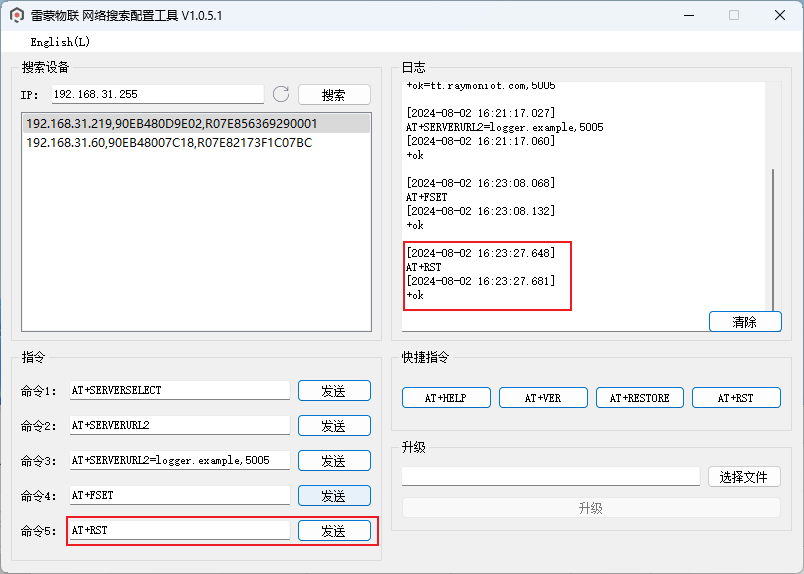 雷蒙物联 网络搜索配置工具 V1.0.5.1
English(L)
搜索设备
IP: 192.168.31.255 搜索
192.168.31.219,90EB480D9E02,R07E856369290001
192.168.31.60,90EB48007C18,R07E82173F1C07BC
日志
+ok=tt.raymoniot.com,5005
[2024-08-02 16:21:17.027]
AT+SERVERURL2=logger.example,5005
[2024-08-02 16:21:17.060]
+ok
[2024-08-02 16:23:08.068]
AT+FSET
[2024-08-02 16:23:08.132]
+ok
[2024-08-02 16:23:27.648]
AT+RST
[2024-08-02 16:23:27.681]
+ok
清除
指令
命令1: AT+SERVERSELECT 发送
命令2: AT+SERVERURL2 发送
命令3: AT+SERVERURL2=logger.example,5005 发送
命令4: AT+FSET 发送
命令5: AT+RST 发送
快捷指令
AT+HELP AT+VER AT+RESTORE AT+RST
升级
选择文件
升级